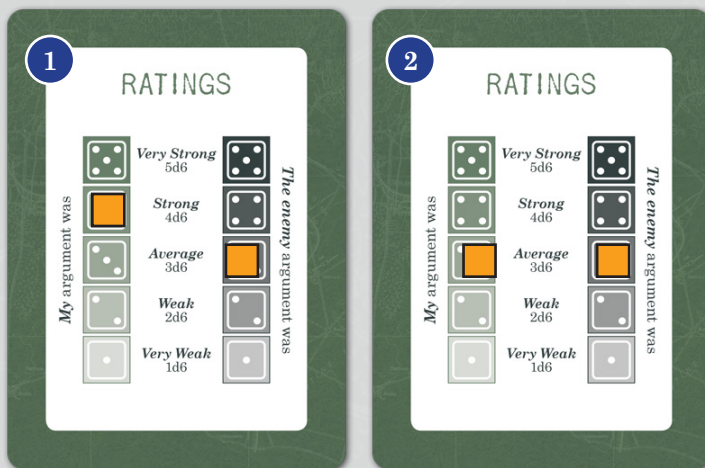 1
RATINGS
My argument was
Very Strong
5d6
Strong
4d6
Average
3d6
Weak
2d6
Very Weak
1d6
The enemy argument was
2
RATINGS
My argument was
Very Strong
5d6
Strong
4d6
Average
3d6
Weak
2d6
Very Weak
1d6
The enemy argument was